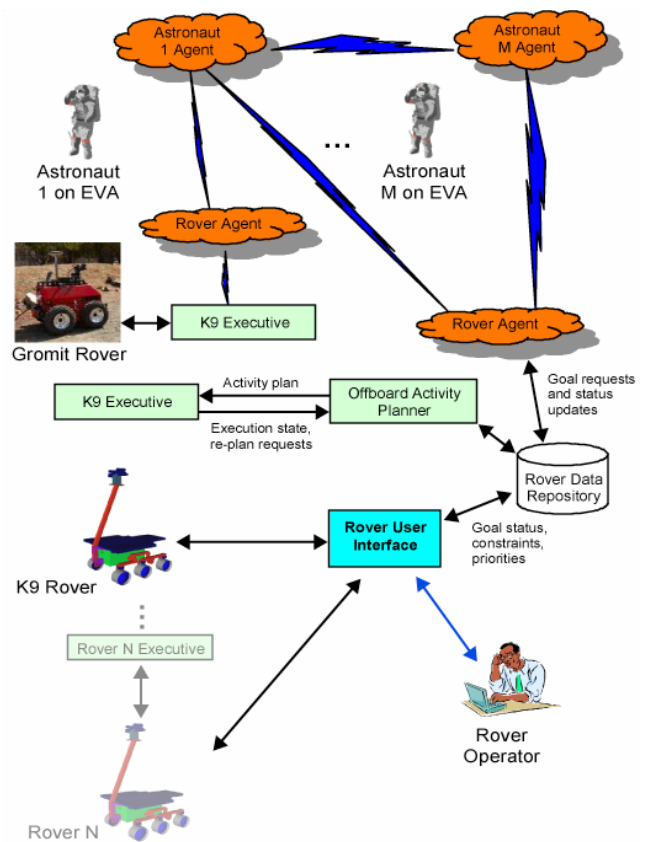 Astronaut
1 Agent
Astronaut
M Agent
Astronaut
1 on EVA
...
Astronaut
M on EVA
Rover Agent
K9 Executive
Gromit Rover
Rover Agent
Goal requests
and status
updates
K9 Executive
Activity plan
Execution state,
re-plan requests
Offboard Activity
Planner
Rover Data
Repository
Rover User
Interface
Goal status,
constraints,
priorities
K9 Rover
Rover N Executive
Rover
Operator
Rover N